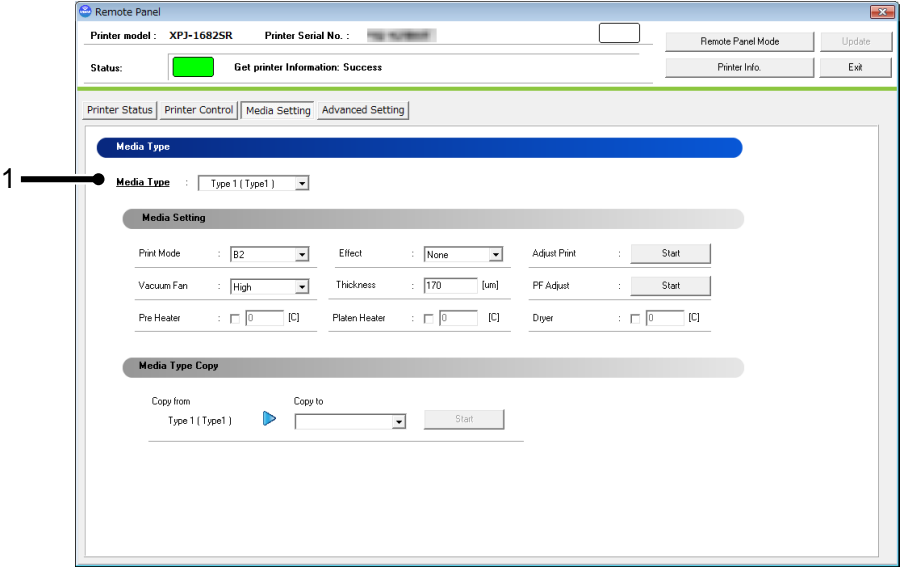 Remote Panel
Printer model : XPJ-1682SR Printer Serial No. :
Remote Panel Mode Update
Status: Get printer Information: Success
Printer Info. Exit
Printer Status Printer Control Media Setting Advanced Setting
Media Type
1
Media Type : Type 1 ( Type1 )
Media Setting
Print Mode : B2 Effect : None Adjust Print : Start
Vacuum Fan : High Thickness : 170 [um] PF Adjust : Start
Pre Heater : 0 [C] Platen Heater : 0 [C] Dryer : 0 [C]
Media Type Copy
Copy from Copy to
Type 1 ( Type1 ) Start